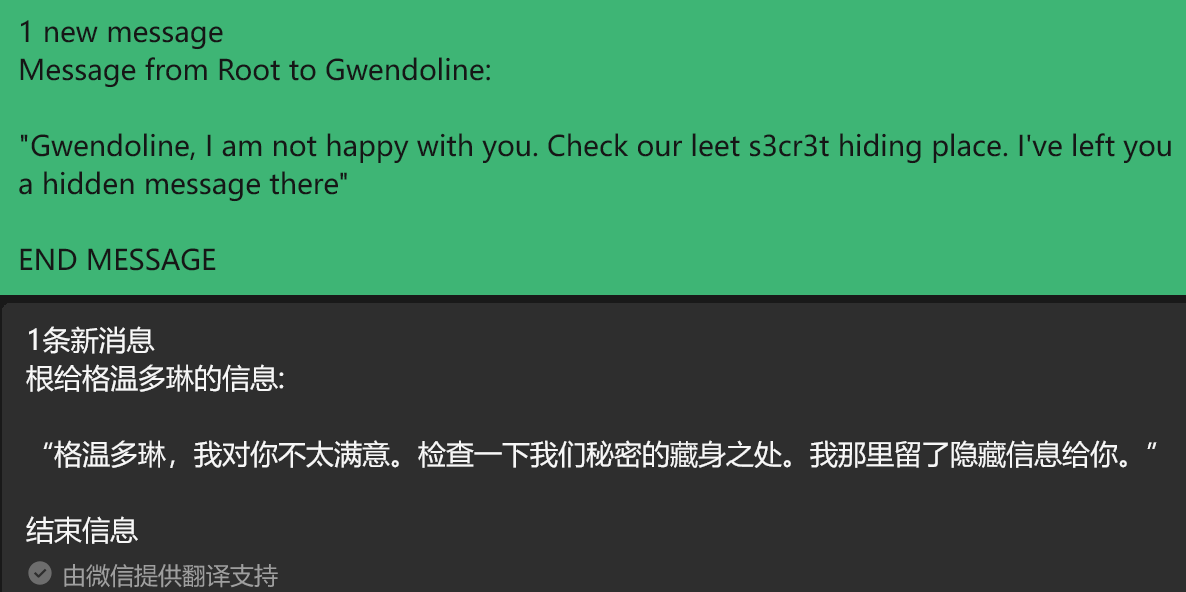 1 new message
Message from Root to Gwendoline:
"Gwendoline, I am not happy with you. Check our leet s3cr3t hiding place. I've left you
a hidden message there"
END MESSAGE
1条新消息
根给格温多琳的信息:
“格温多琳，我对你不太满意。检查一下我们秘密的藏身之处。我那里留了隐藏信息给你。”
结束信息
由微信提供翻译支持